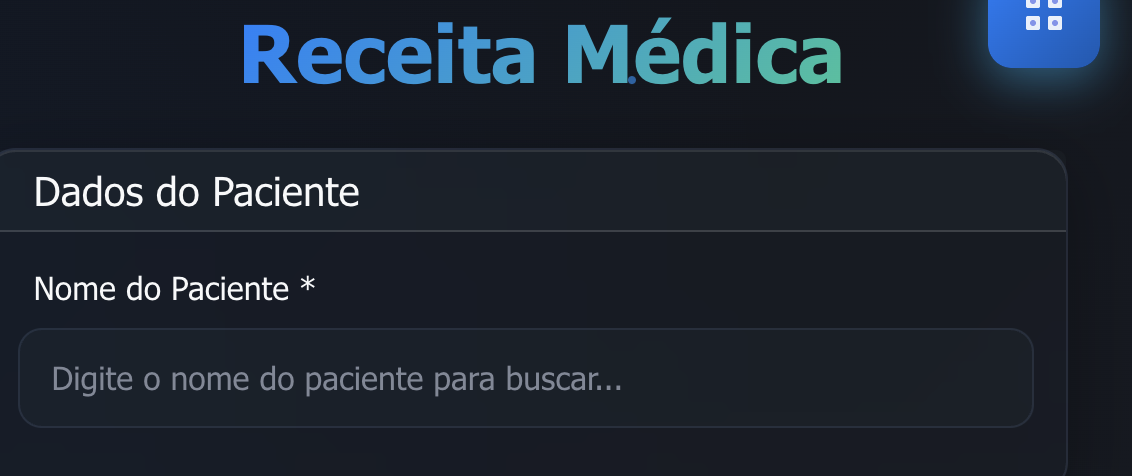 Receita Médica
Dados do Paciente
Nome do Paciente *
Digite o nome do paciente para buscar...